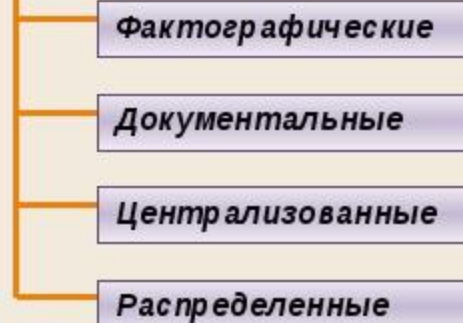 Фактографические
Документальные
Централизованные
Распределенные